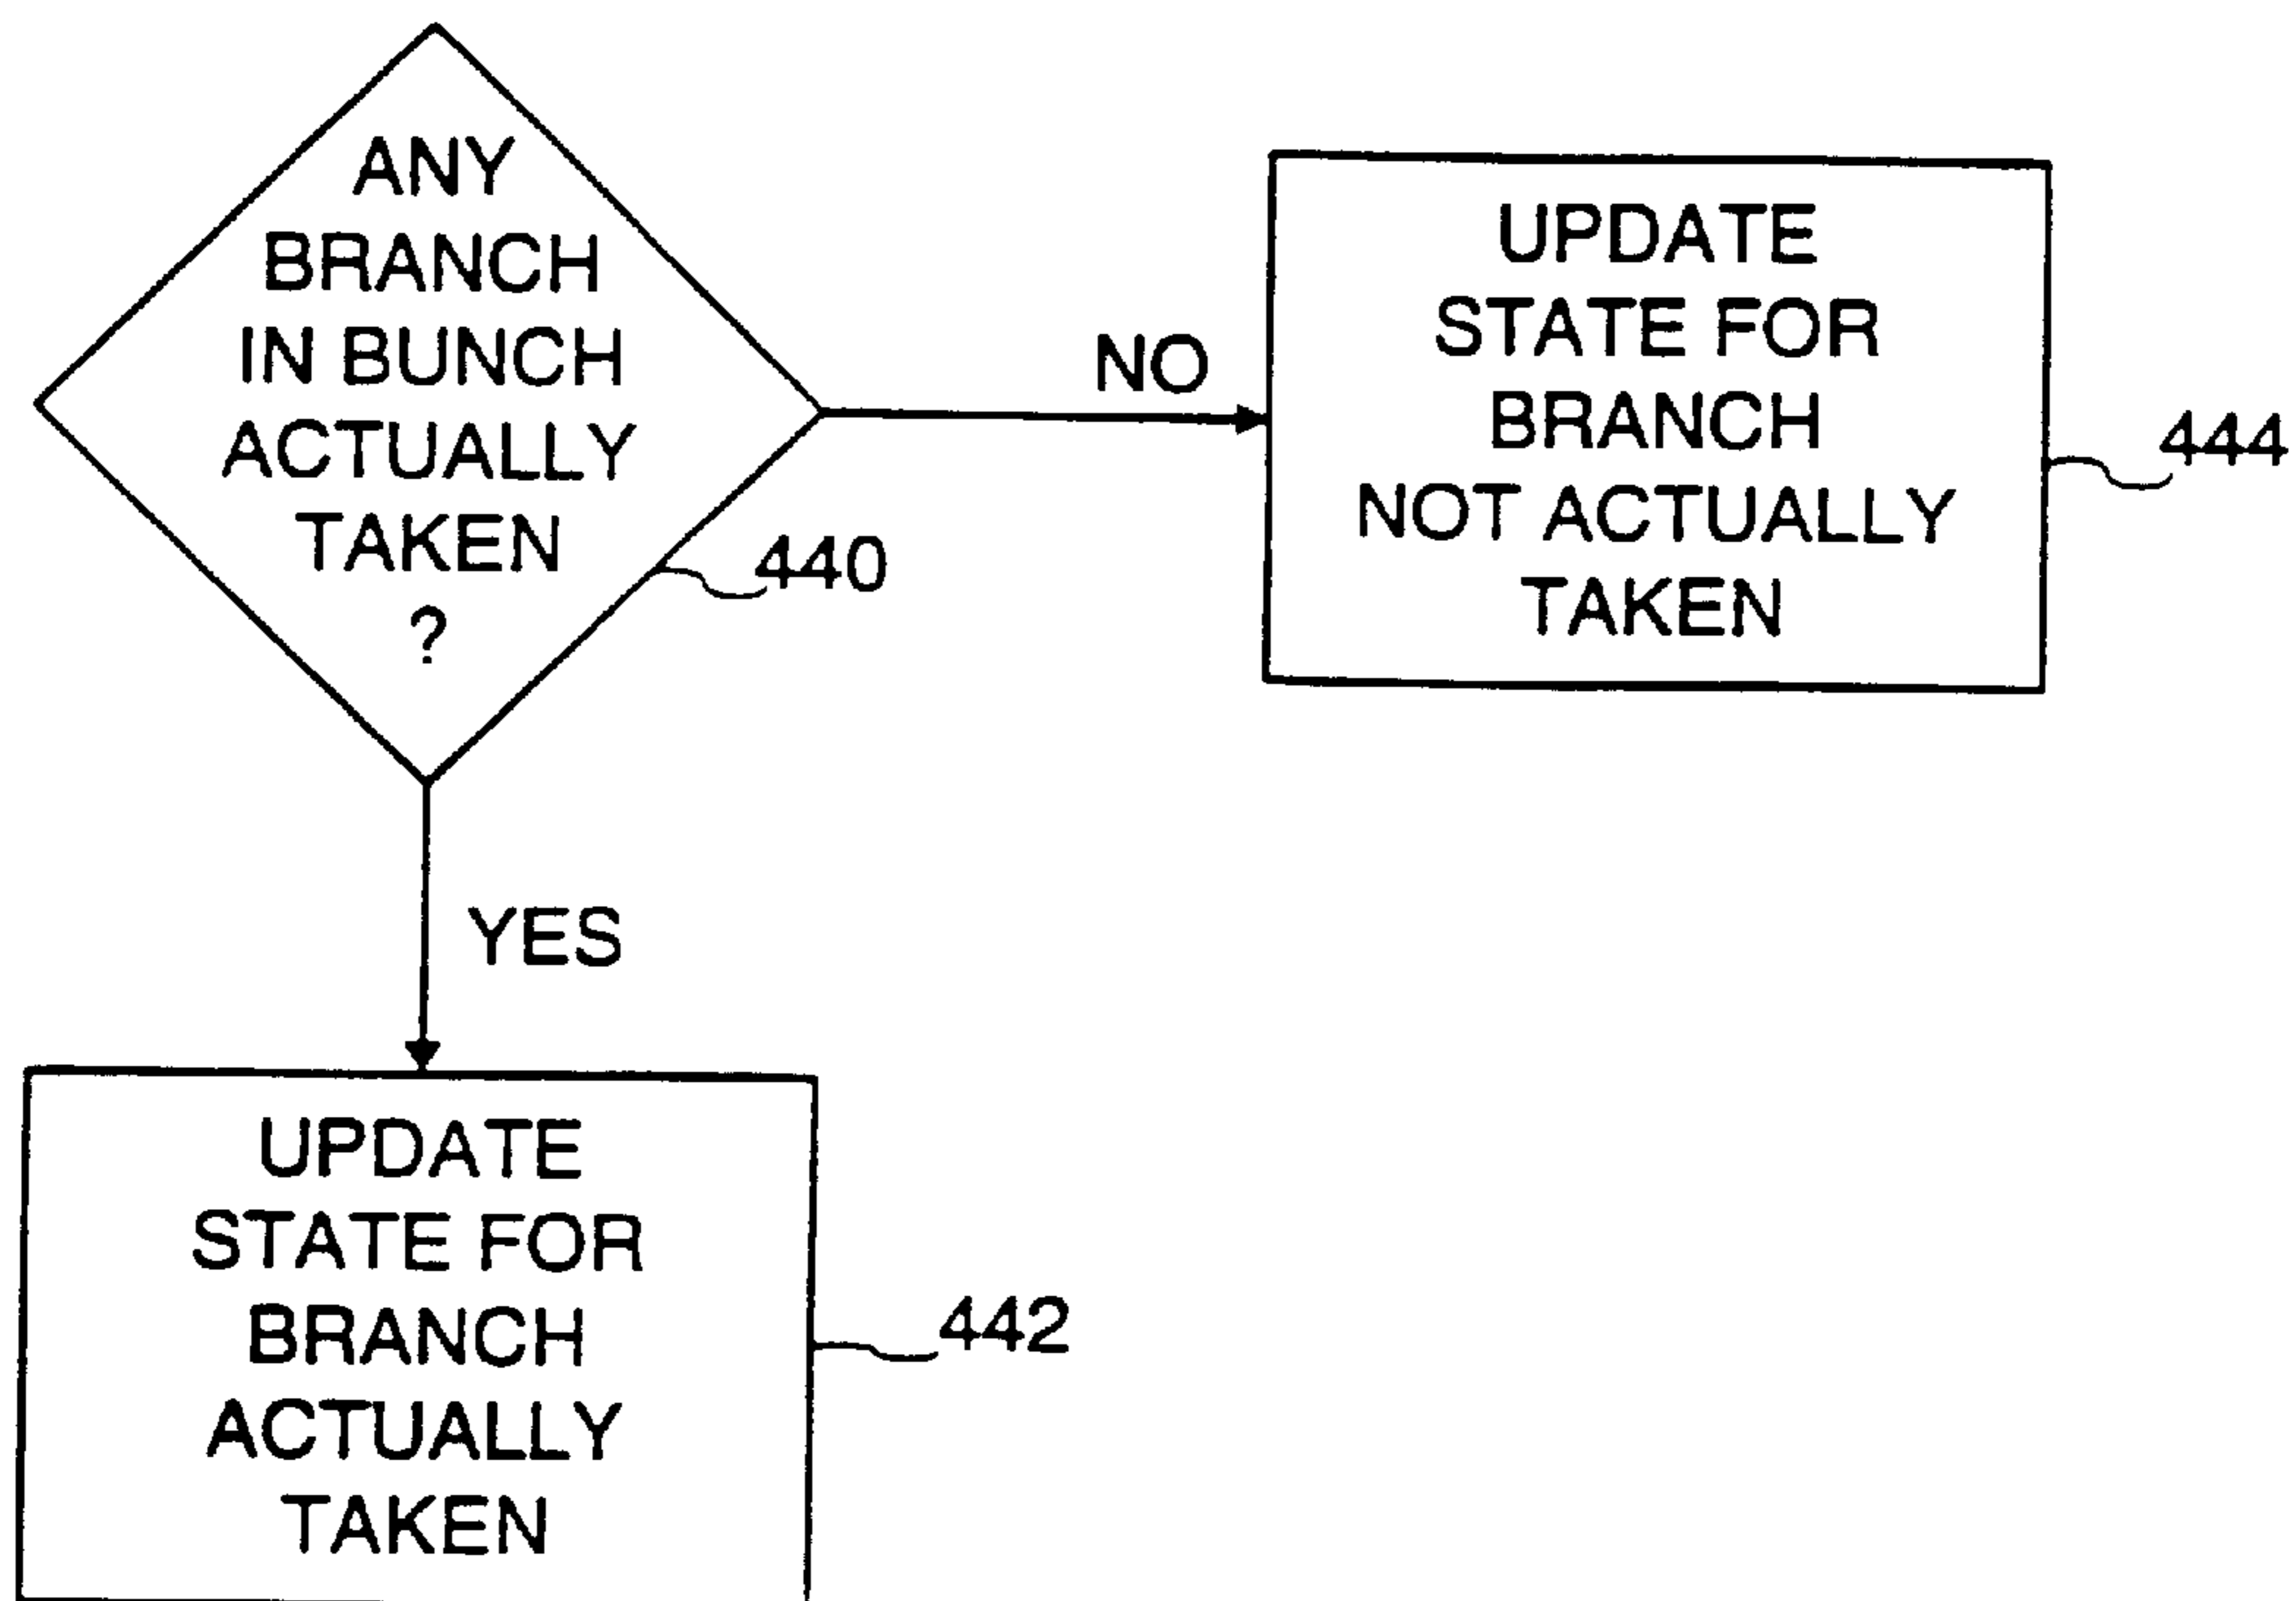 ANY
BRANCH
IN BUNCH
ACTUALLY
TAKEN
?
440
NO
UPDATE
STATE FOR
BRANCH
NOT ACTUALLY
TAKEN
444
YES
UPDATE
STATE FOR
BRANCH
ACTUALLY
TAKEN
442